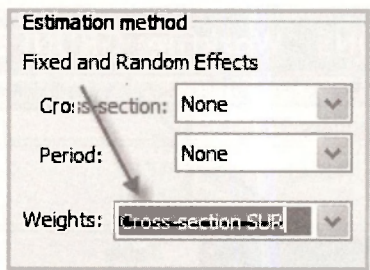 Estimation method
Fixed and Random Effects
Cross-section: None
Period: None
Weights: Cross-section SUR